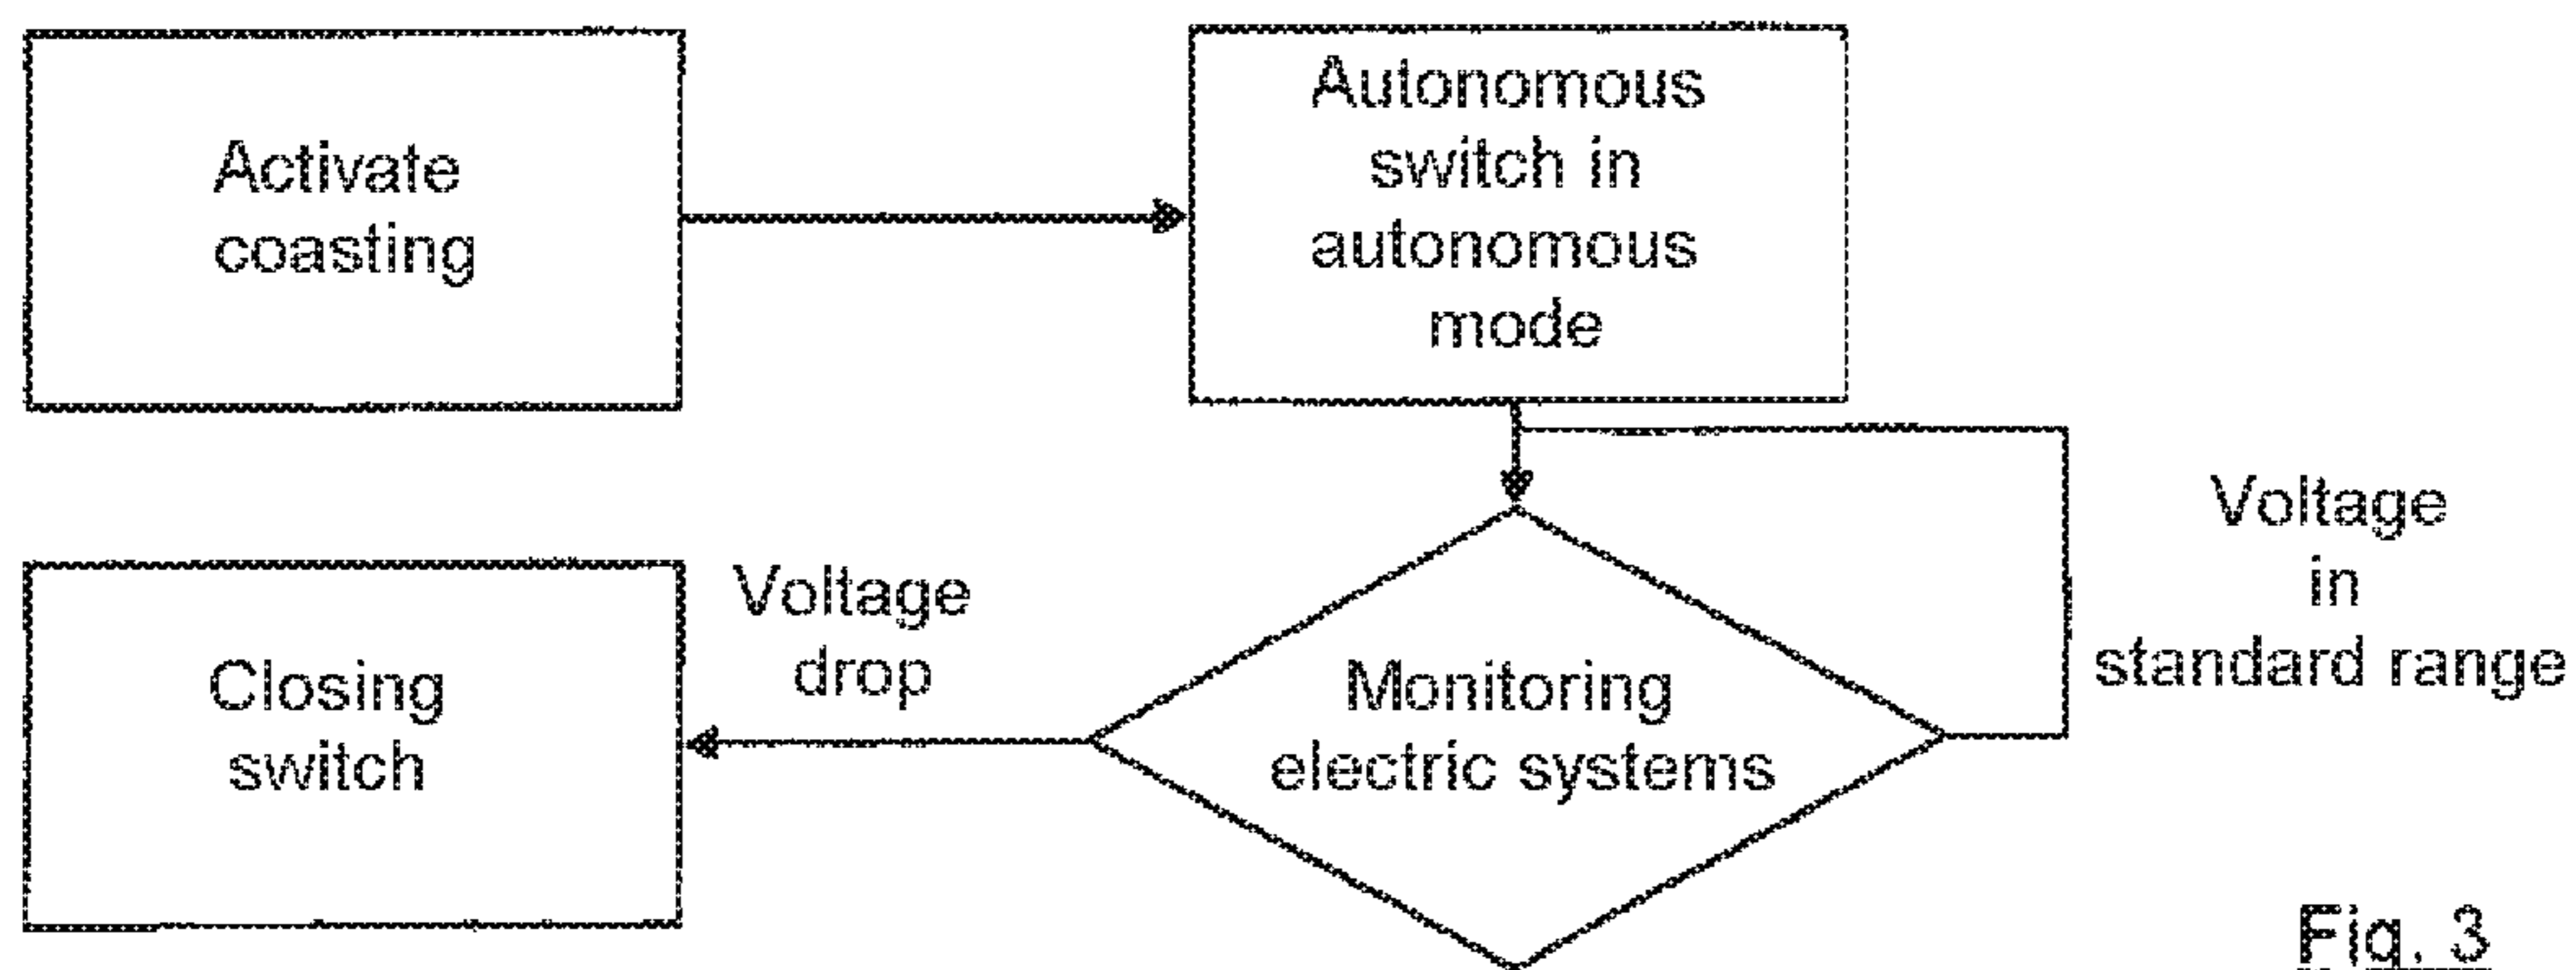 Activate
coasting
Autonomous
switch in
autonomous
mode
Closing
switch
Voltage
drop
Monitoring
electric systems
Voltage
in
standard range
Fig. 3